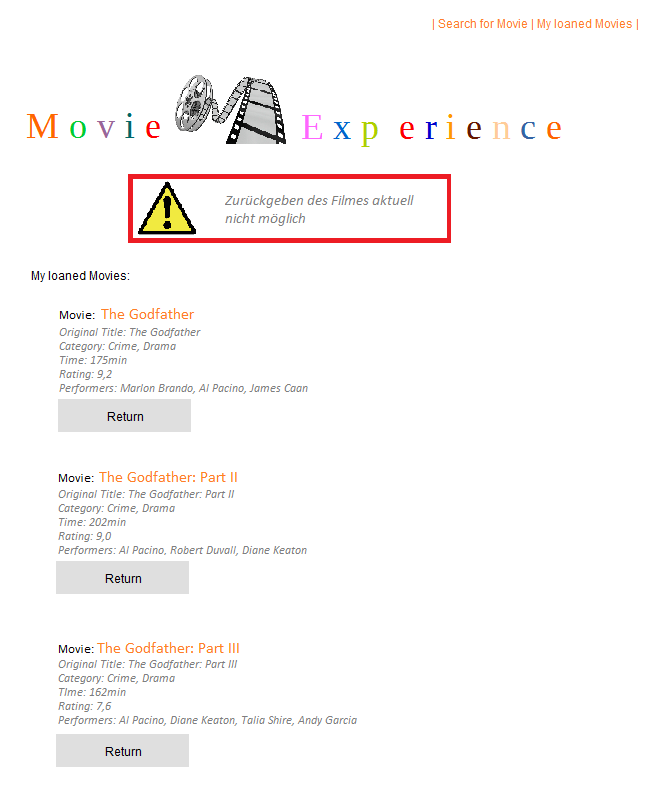 | Search for Movie | My loaned Movies |
Movie Experience
Zurückgeben des Filmes aktuell
nicht möglich
My loaned Movies:
Movie: The Godfather
Original Title: The Godfather
Category: Crime, Drama
Time: 175min
Rating: 9,2
Performers: Marlon Brando, Al Pacino, James Caan
Return
Movie: The Godfather: Part II
Original Title: The Godfather: Part II
Category: Crime, Drama
Time: 202min
Rating: 9,0
Performers: Al Pacino, Robert Duvall, Diane Keaton
Return
Movie: The Godfather: Part III
Original Title: The Godfather: Part III
Category: Crime, Drama
TIme: 162min
Rating: 7,6
Performers: Al Pacino, Diane Keaton, Talia Shire, Andy Garcia
Return